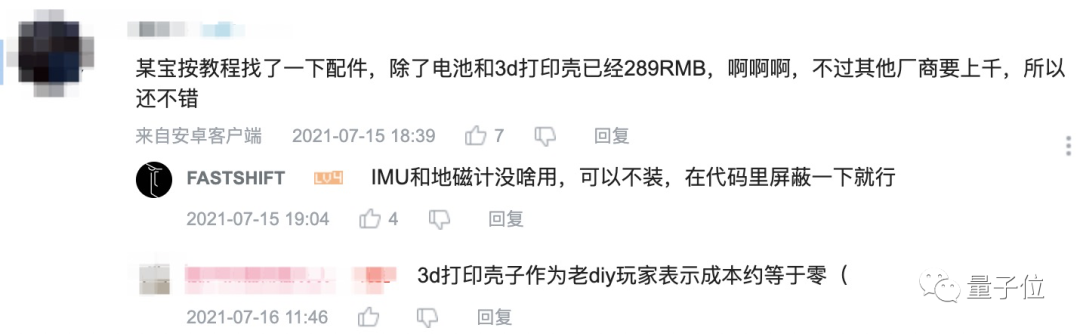 某宝按教程找了一下配件，除了电池和3d打印壳已经289RMB，啊啊啊，不过其他厂商要上千，所以
还不错
来自安卓客户端 2021-07-15 18:39 7 回复
FASTSHIFT LV4 IMU和地磁计没啥用，可以不装，在代码里屏蔽一下就行
2021-07-15 19:04 4 回复
3d打印壳子作为老diy玩家表示成本约等于零（
2021-07-16 11:46 回复
量子位